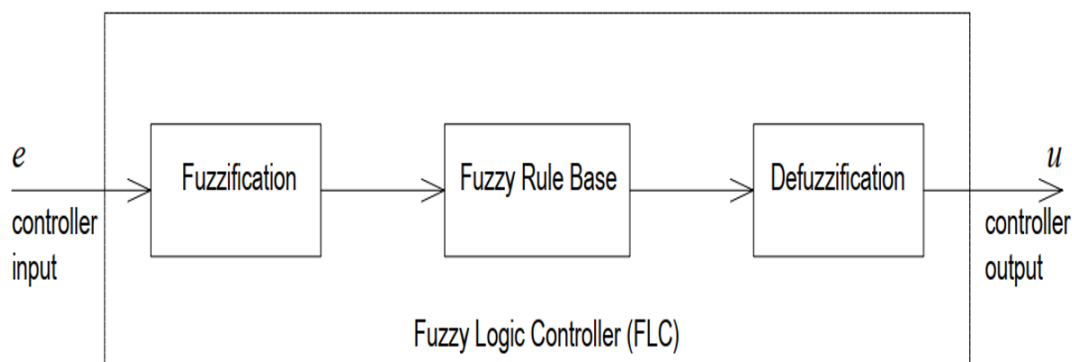 e
controller
input
Fuzzification
Fuzzy Rule Base
Defuzzification
u
controller
output
Fuzzy Logic Controller (FLC)